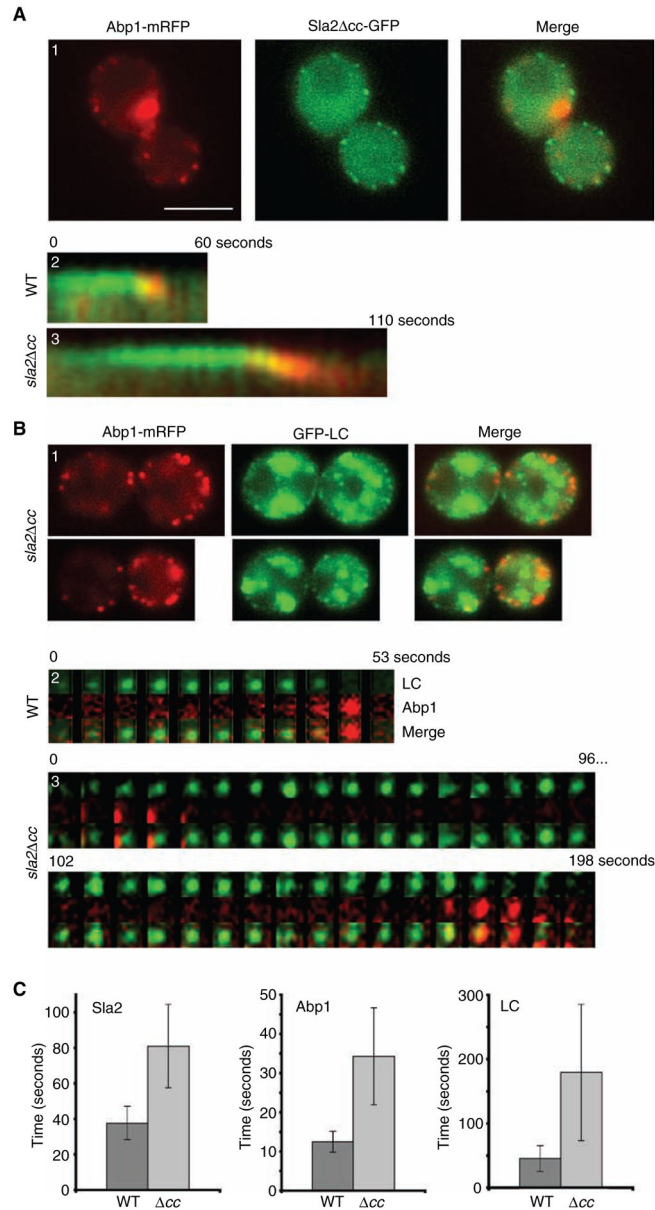 A
Abp1-mRFP Sla2Δcc-GFP Merge
1
0 60 seconds
WT
2
110 seconds
sla2Δcc
3
B
Abp1-mRFP GFP-LC Merge
sla2Δcc
1
0 53 seconds
WT
2
LC
Abp1
Merge
0 96...
sla2Δcc
3
102 198 seconds
C
Sla2
Time (seconds)
100
80
60
40
20
0
WT Δcc
Abp1
Time (seconds)
50
40
30
20
10
0
WT Δcc
LC
Time (seconds)
300
200
100
0
WT Δcc